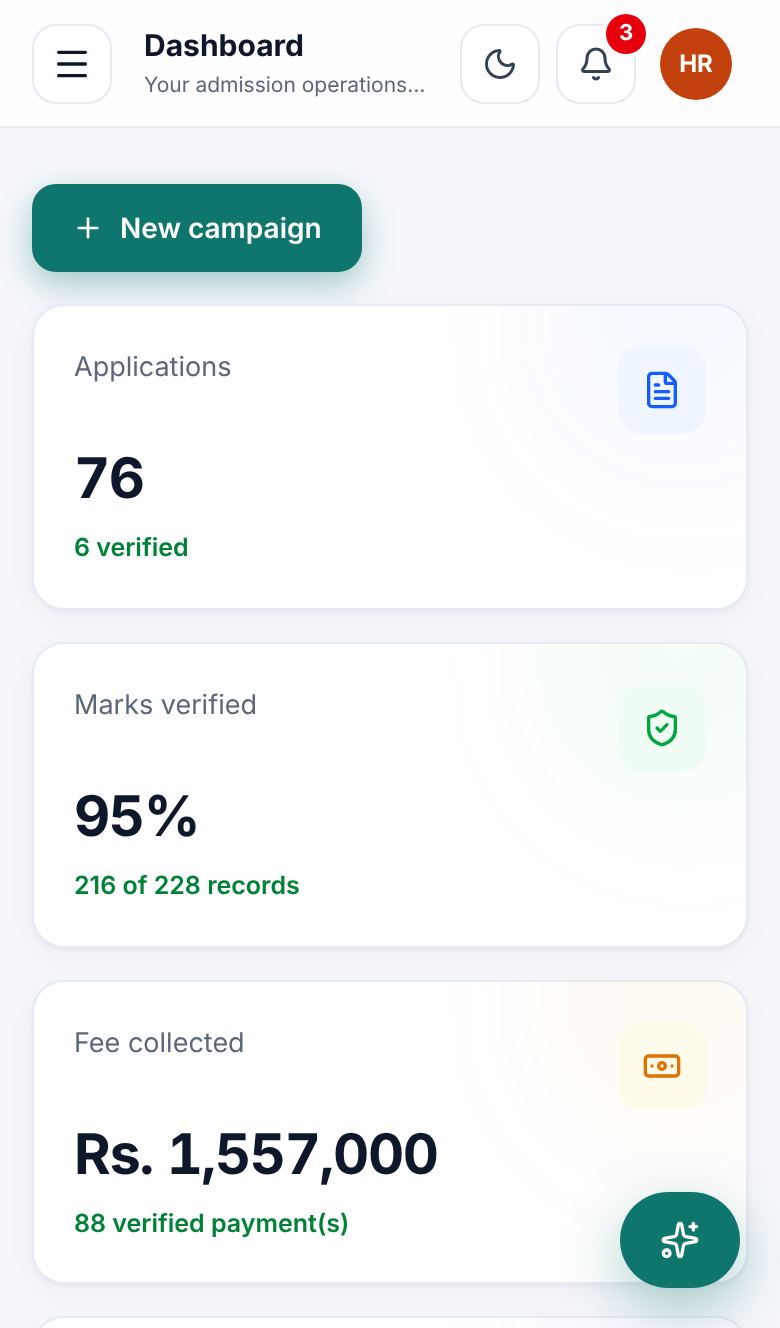 Dashboard
Your admission operations...
3
HR
New campaign
Applications
76
6 verified
Marks verified
95%
216 of 228 records
Fee collected
Rs. 1,557,000
88 verified payment(s)